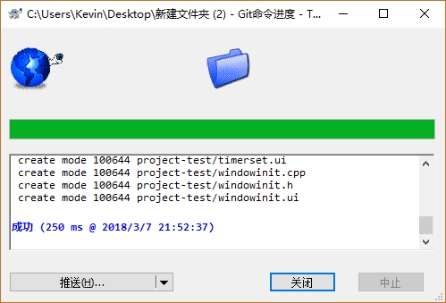 C:\Users\Kevin\Desktop\新建文件夹 (2) - Git命令进度 - T...
create mode 100644 project-test/timerset.ui
create mode 100644 project-test/windowinit.cpp
create mode 100644 project-test/windowinit.h
create mode 100644 project-test/windowinit.ui
成功 (250 ms @ 2018/3/7 21:52:37)
推送(H)...
关闭
中止